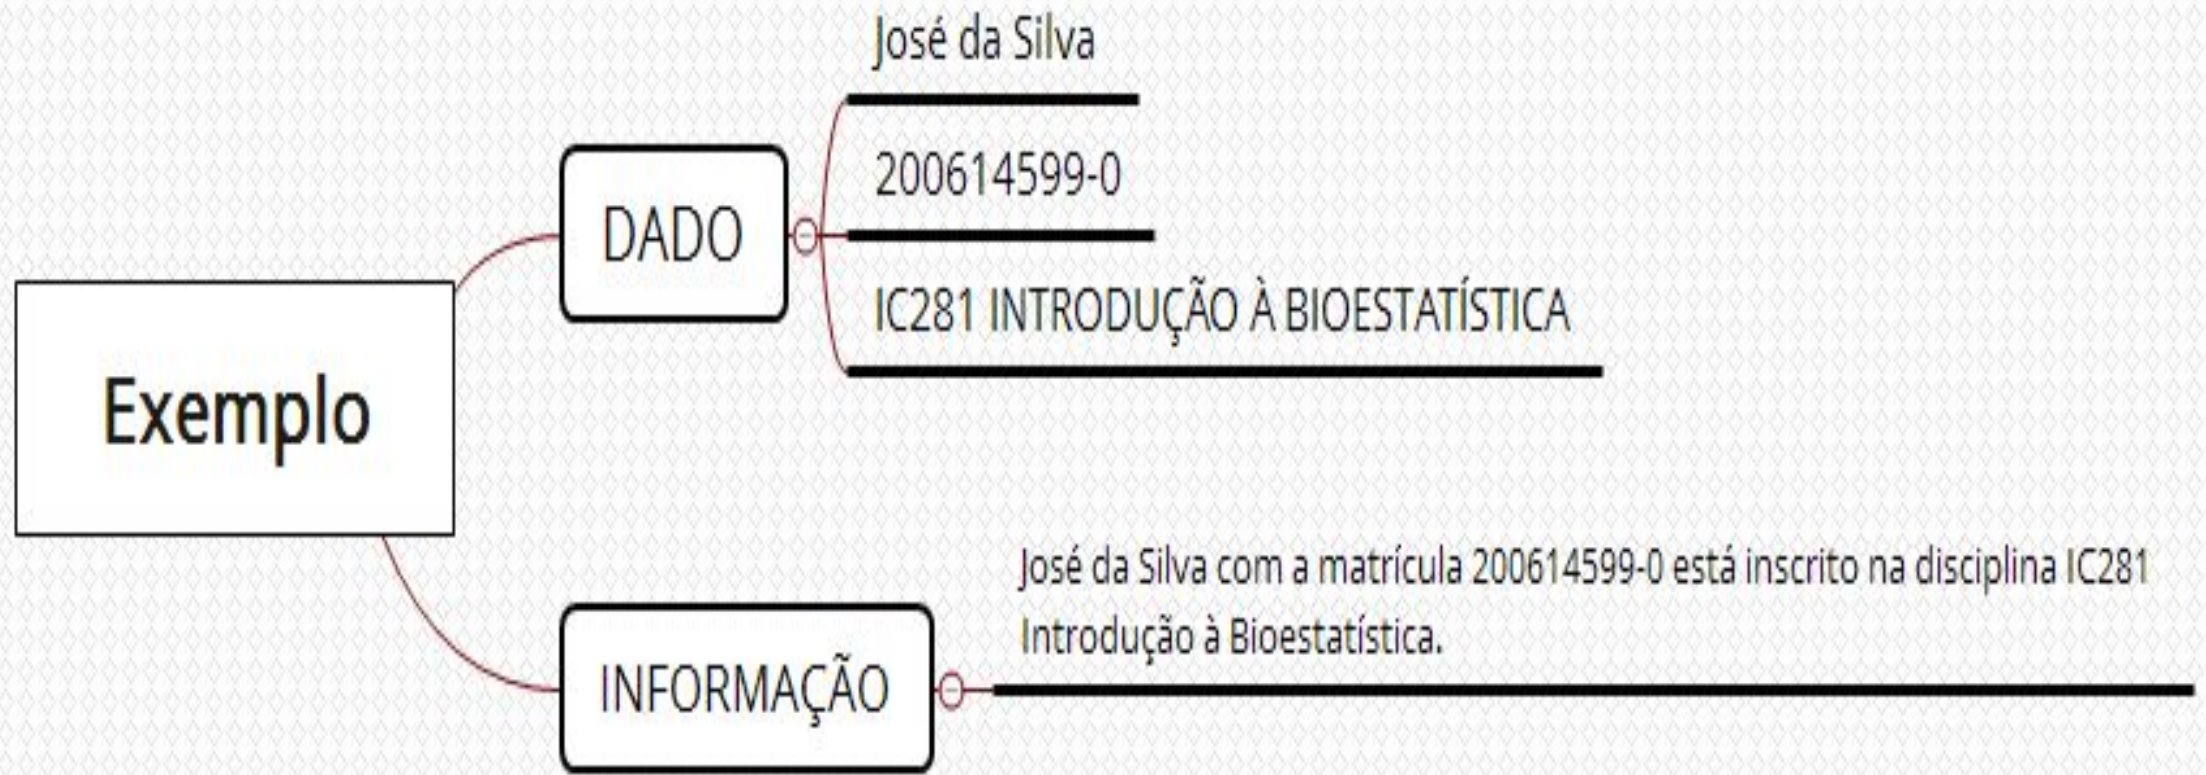 José da Silva
200614599-0
DADO
IC281 INTRODUÇÃO À BIOESTATÍSTICA
Exemplo
José da Silva com a matrícula 200614599-0 está inscrito na disciplina IC281
Introdução à Bioestatística.
INFORMAÇÃO